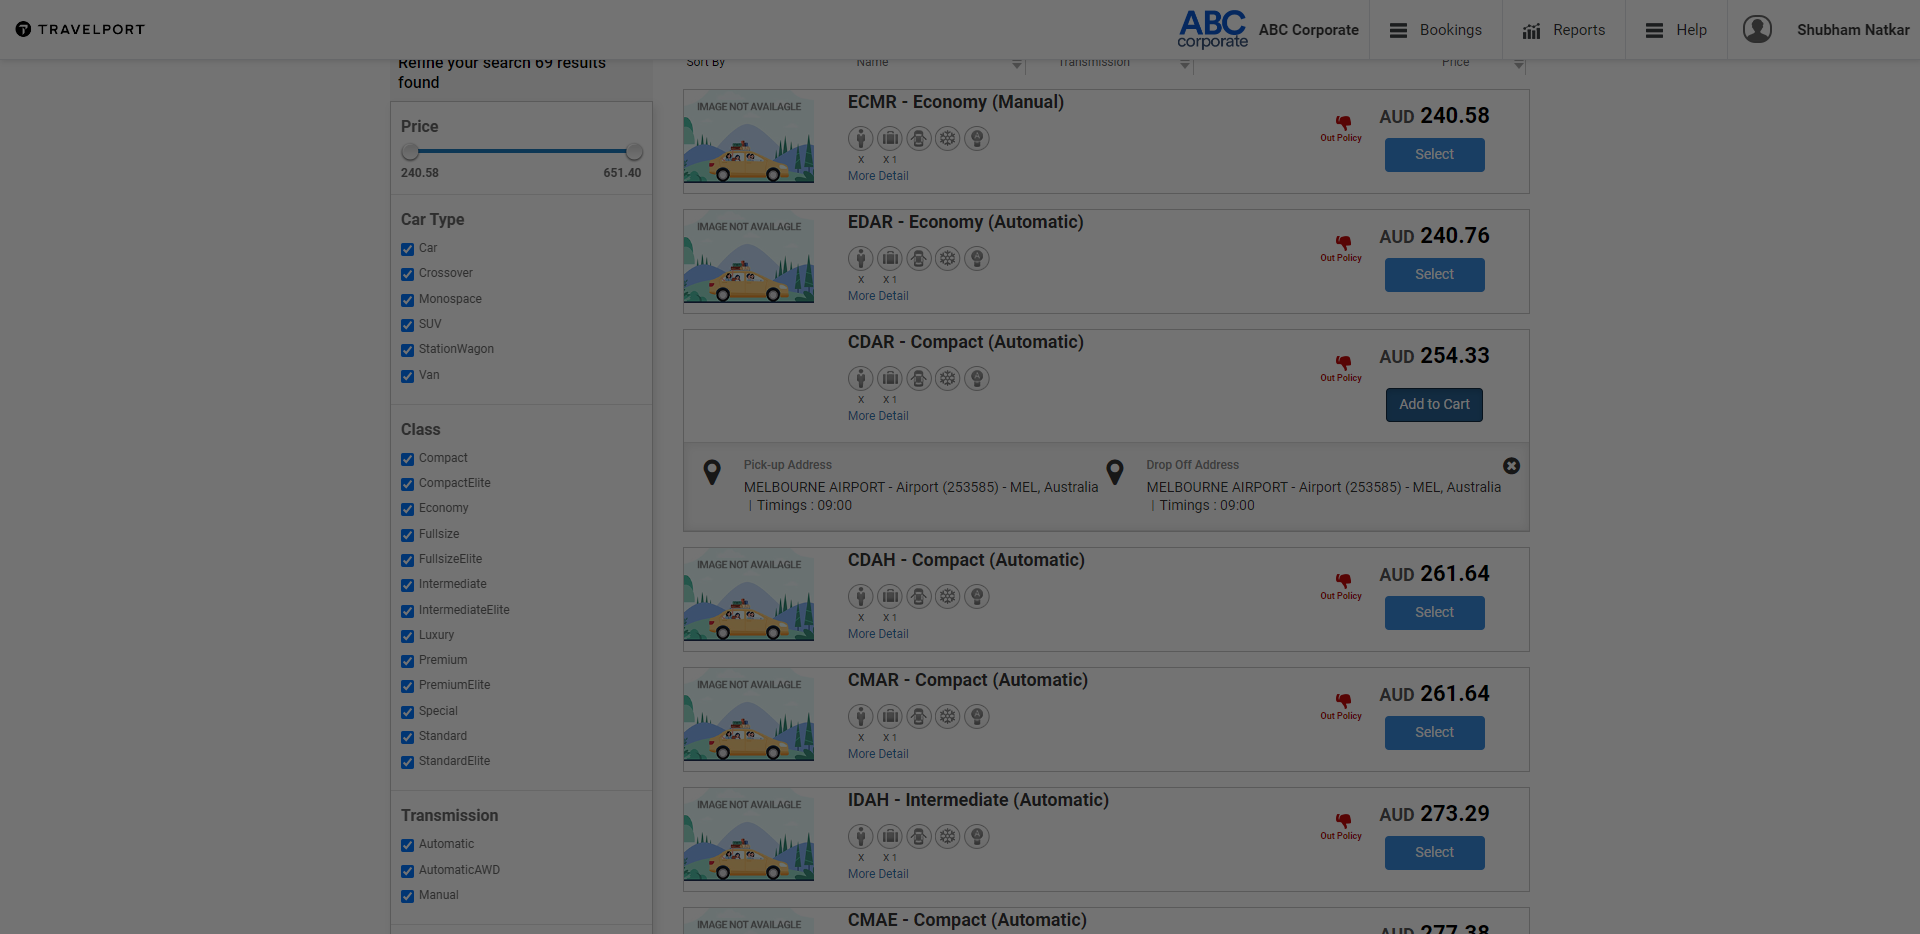 TRAVELPORT
ABC corporate
ABC Corporate
Bookings
Reports
Help
Shubham Natkar
Refine your search 69 results found
Price
240.58 651.40
Car Type
Car
Crossover
Monospace
SUV
StationWagon
Van
Class
Compact
CompactElite
Economy
Fullsize
FullsizeElite
Intermediate
IntermediateElite
Luxury
Premium
PremiumElite
Special
Standard
StandardElite
Transmission
Automatic
AutomaticAWD
Manual
Sort By Name Transmission Price
IMAGE NOT AVAILAGLE
ECMR - Economy (Manual)
X X 1
More Detail
Out Policy
AUD 240.58
Select
IMAGE NOT AVAILAGLE
EDAR - Economy (Automatic)
X X 1
More Detail
Out Policy
AUD 240.76
Select
CDAR - Compact (Automatic)
X X 1
More Detail
Out Policy
AUD 254.33
Add to Cart
Pick-up Address
MELBOURNE AIRPORT - Airport (253585) - MEL, Australia
| Timings : 09:00
Drop Off Address
MELBOURNE AIRPORT - Airport (253585) - MEL, Australia
| Timings : 09:00
IMAGE NOT AVAILAGLE
CDAH - Compact (Automatic)
X X 1
More Detail
Out Policy
AUD 261.64
Select
IMAGE NOT AVAILAGLE
CMAR - Compact (Automatic)
X X 1
More Detail
Out Policy
AUD 261.64
Select
IMAGE NOT AVAILAGLE
IDAH - Intermediate (Automatic)
X X 1
More Detail
Out Policy
AUD 273.29
Select
IMAGE NOT AVAILAGLE
CMAE - Compact (Automatic)
AUD 277.38